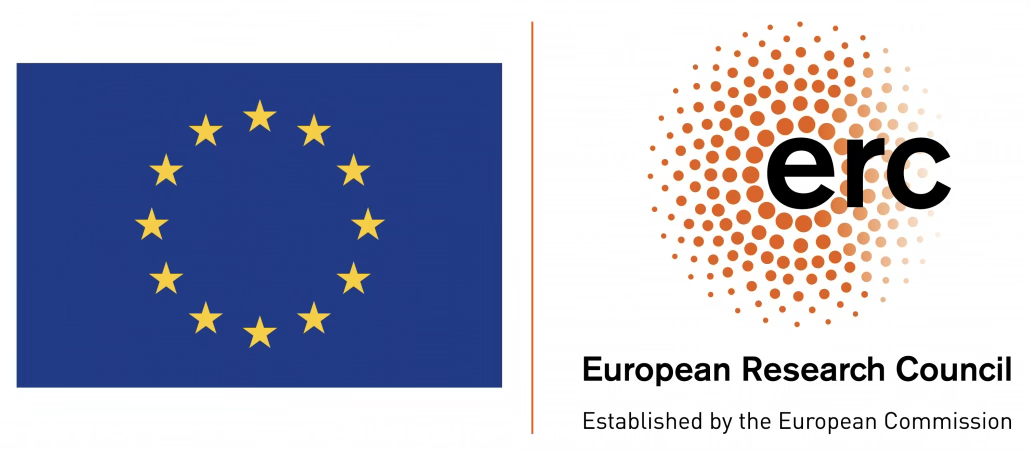 erc
European Research Council
Established by the European Commission